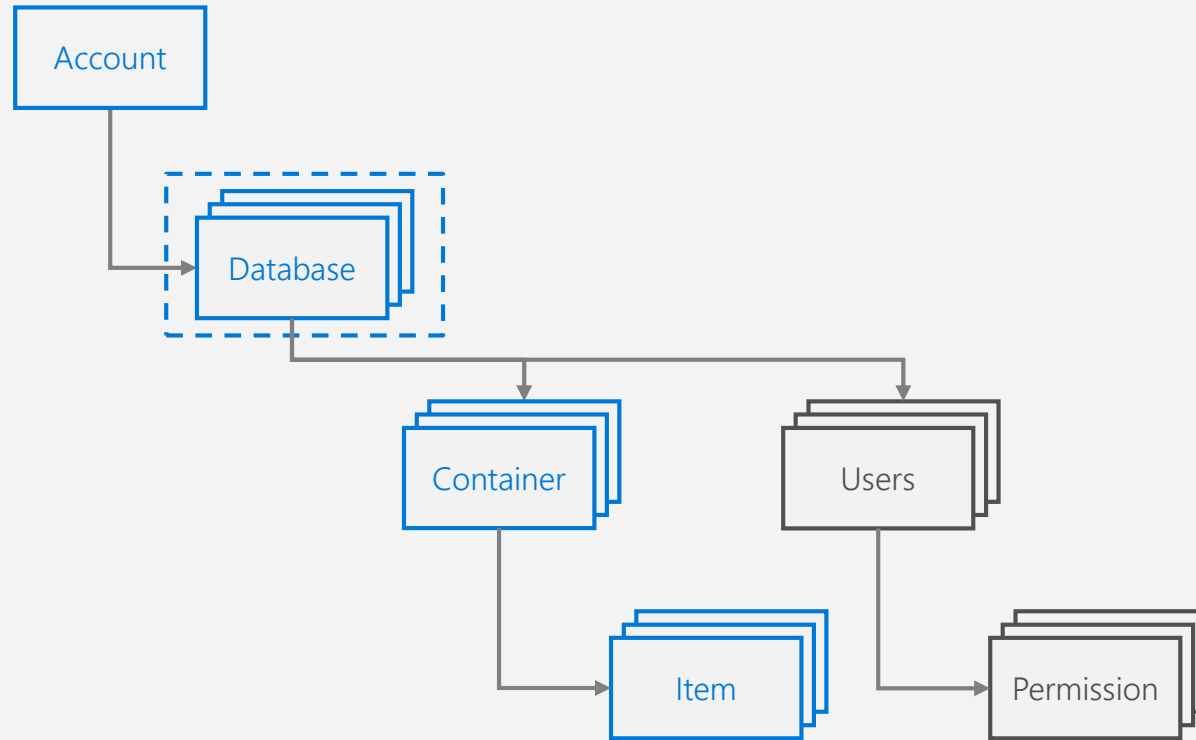 Account
Database
Container
Users
Item
Permission